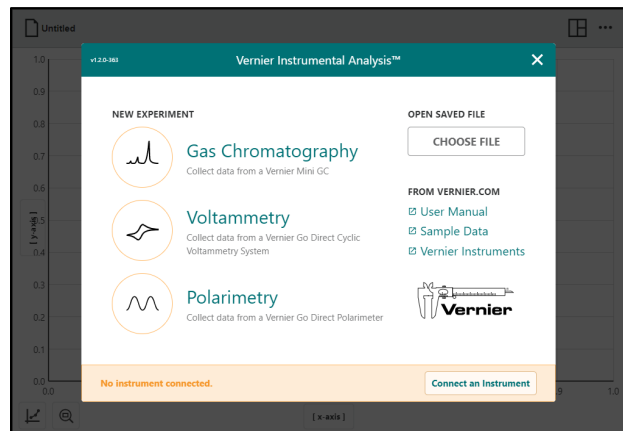 Untitled
v1.2.0-363
Vernier Instrumental Analysis™
NEW EXPERIMENT
Gas Chromatography
Collect data from a Vernier Mini GC
Voltammetry
Collect data from a Vernier Go Direct Cyclic
Voltammetry System
Polarimetry
Collect data from a Vernier Go Direct Polarimeter
OPEN SAVED FILE
CHOOSE FILE
FROM VERNIER.COM
User Manual
Sample Data
Vernier Instruments
Vernier
No instrument connected.
Connect an Instrument
1.0
0.9
0.8
0.7
0.6
0.5
0.4
0.3
0.2
0.1
0.0
[ y-axis ]
0.0
.9
1.0
[ x-axis ]